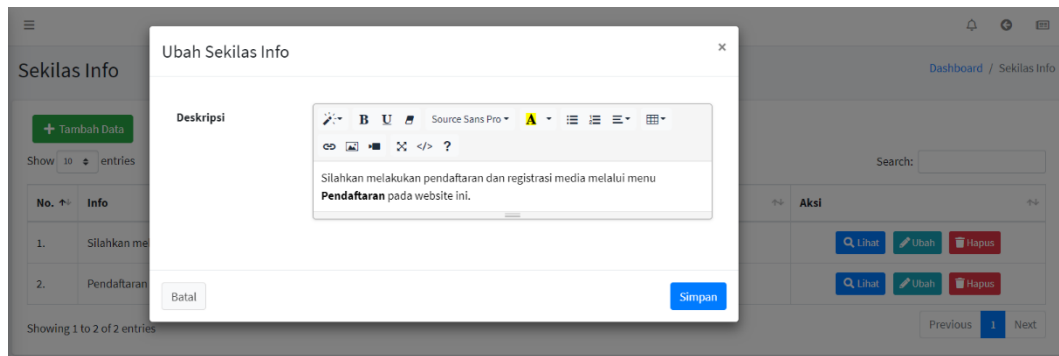 Ubah Sekilas Info ×
Sekilas Info
Dashboard / Sekilas Info
Deskripsi
B U Source Sans Pro A
</> ?
Silahkan melakukan pendaftaran dan registrasi media melalui menu
Pendaftaran pada website ini.
Tambah Data
Show 10 entries
Search:
No. Info Aksi
1. Silahkan me Lihat Ubah Hapus
2. Pendaftaran Lihat Ubah Hapus
Batal Simpan
Showing 1 to 2 of 2 entries
Previous 1 Next